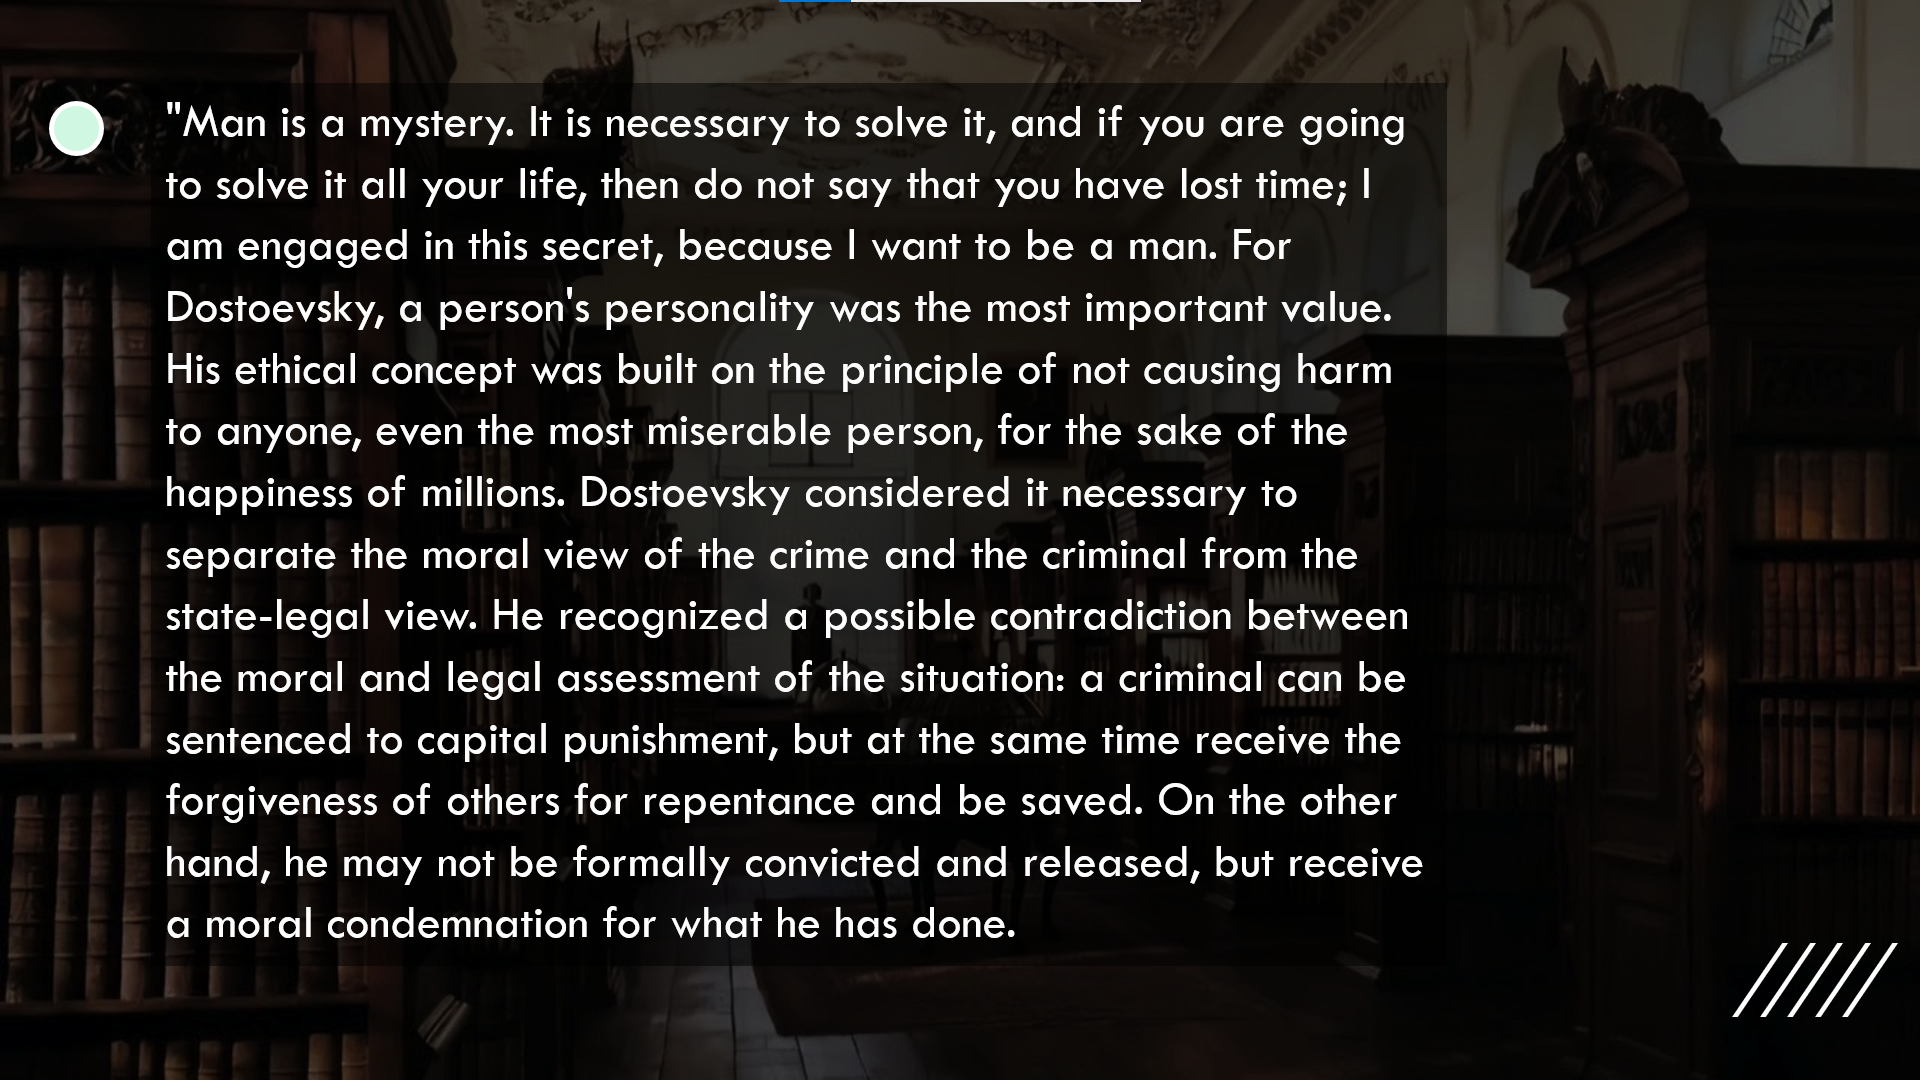 "Man is a mystery. It is necessary to solve it, and if you are going
to solve it all your life, then do not say that you have lost time; I
am engaged in this secret, because I want to be a man. For
Dostoevsky, a person's personality was the most important value.
His ethical concept was built on the principle of not causing harm
to anyone, even the most miserable person, for the sake of the
happiness of millions. Dostoevsky considered it necessary to
separate the moral view of the crime and the criminal from the
state-legal view. He recognized a possible contradiction between
the moral and legal assessment of the situation: a criminal can be
sentenced to capital punishment, but at the same time receive the
forgiveness of others for repentance and be saved. On the other
hand, he may not be formally convicted and released, but receive
a moral condemnation for what he has done.